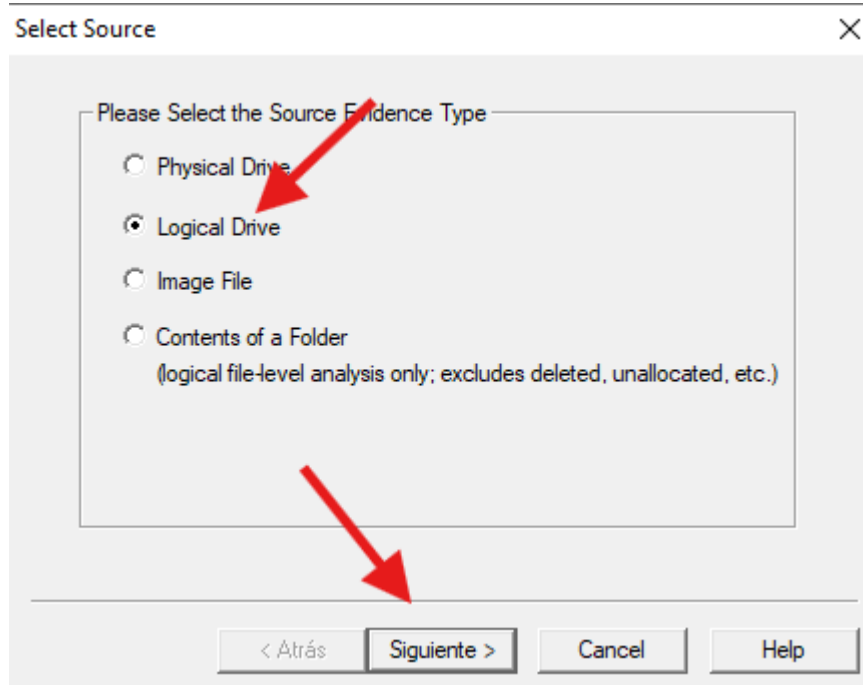 Select Source
Please Select the Source Evidence Type
Physical Drive
Logical Drive
Image File
Contents of a Folder
(logical file-level analysis only; excludes deleted, unallocated, etc.)
< Atrás
Siguiente >
Cancel
Help